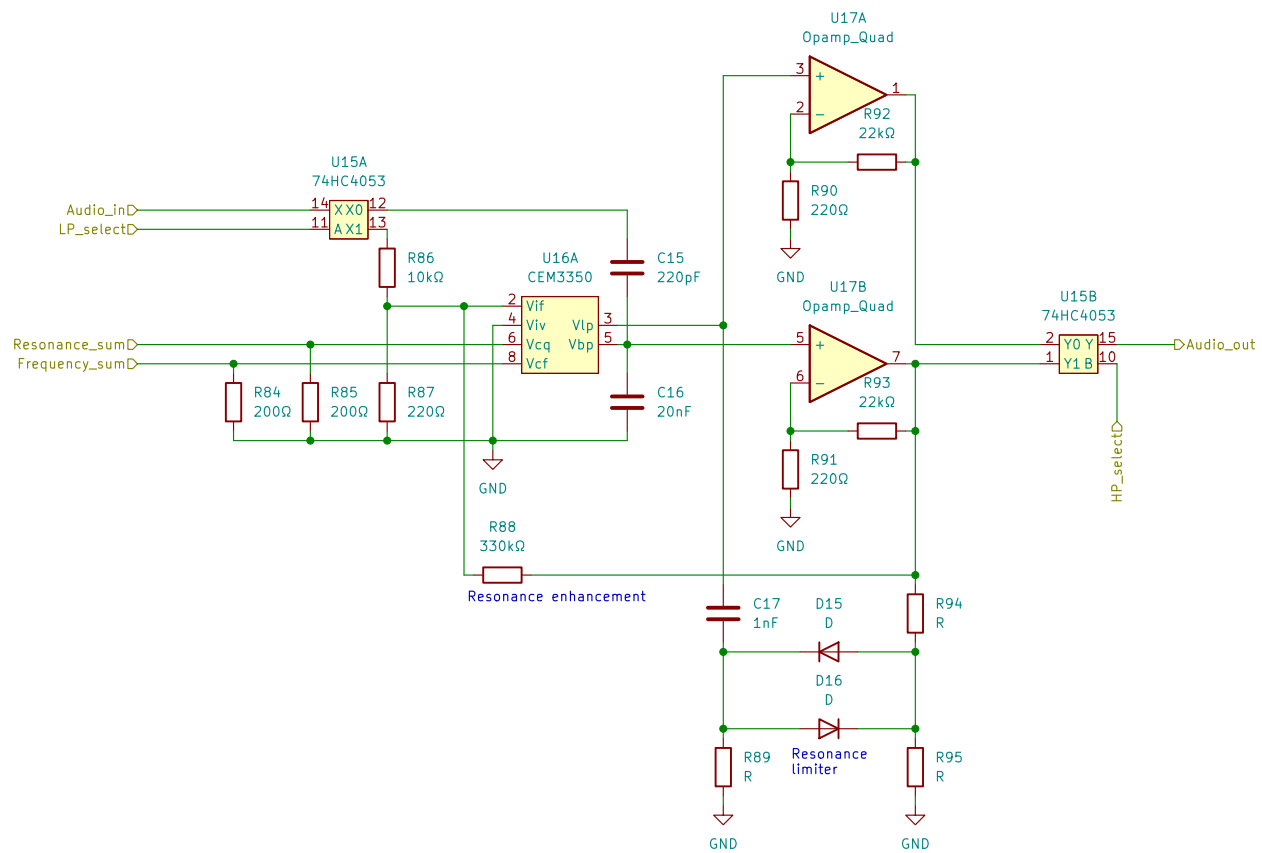 U17A
Opamp_Quad
3
+
1
2
−
R92
22kΩ
R90
220Ω
GND
U15A
74HC4053
Audio_in
14
X X0
12
LP_select
11
A X1
13
R86
10kΩ
U16A
CEM3350
C15
220pF
2
Vif
4
Viv
Vlp
3
Resonance_sum
6
Vcq
Vbp
5
Frequency_sum
8
Vcf
R84
200Ω
R85
200Ω
R87
220Ω
C16
20nF
GND
U17B
Opamp_Quad
5
+
7
6
−
R93
22kΩ
R91
220Ω
GND
U15B
74HC4053
2
Y0 Y
15
Audio_out
1
Y1 B
10
HP_select
R88
330kΩ
Resonance enhancement
C17
1nF
D15
D
R94
R
D16
D
Resonance
limiter
R89
R
R95
R
GND
GND